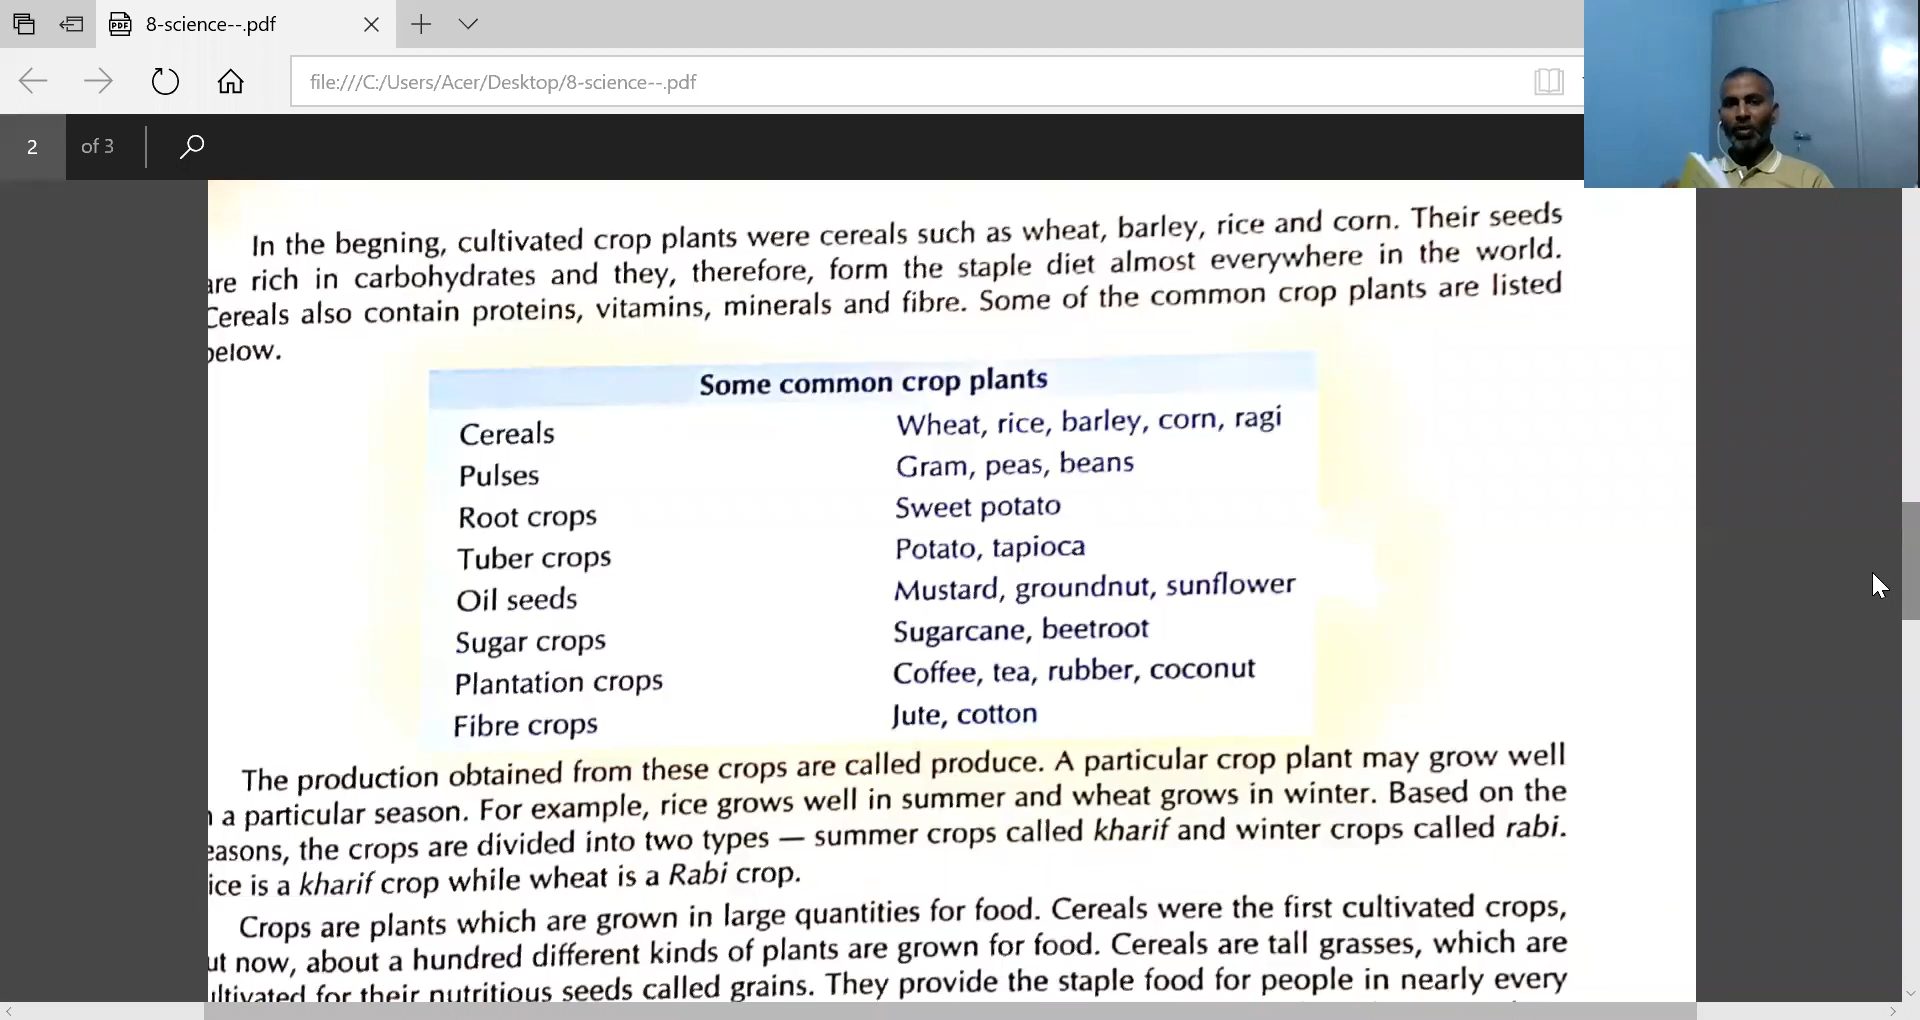 8-science--.pdf
file:///C:/Users/Acer/Desktop/8-science--.pdf
2 of 3
In the begning, cultivated crop plants were cereals such as wheat, barley, rice and corn. Their seeds
are rich in carbohydrates and they, therefore, form the staple diet almost everywhere in the world.
Cereals also contain proteins, vitamins, minerals and fibre. Some of the common crop plants are listed
below.
Some common crop plants
Cereals Wheat, rice, barley, corn, ragi
Pulses Gram, peas, beans
Root crops Sweet potato
Tuber crops Potato, tapioca
Oil seeds Mustard, groundnut, sunflower
Sugar crops Sugarcane, beetroot
Plantation crops Coffee, tea, rubber, coconut
Fibre crops Jute, cotton
The production obtained from these crops are called produce. A particular crop plant may grow well
a particular season. For example, rice grows well in summer and wheat grows in winter. Based on the
easons, the crops are divided into two types — summer crops called kharif and winter crops called rabi.
ice is a kharif crop while wheat is a Rabi crop.
Crops are plants which are grown in large quantities for food. Cereals were the first cultivated crops,
ut now, about a hundred different kinds of plants are grown for food. Cereals are tall grasses, which are
ultivated for their nutritious seeds called grains. They provide the staple food for people in nearly every